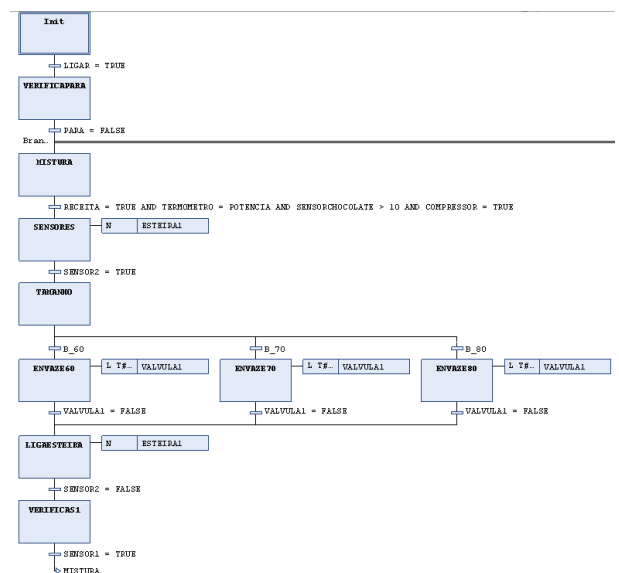 Init
LIGAR = TRUE
VERIFICAPARA
PARA = FALSE
Bran..
MISTURA
RECEITA = TRUE AND TERMOMETRO = POTENCIA AND SENSORCHOCOLATE > 10 AND COMPRESSOR = TRUE
SENSORES N ESTEIRA1
SENSOR2 = TRUE
TAMANHO
B_60 B_70 B_80
ENVAZE60 L T#... VALVULA1 ENVAZE70 L T#... VALVULA1 ENVAZE80 L T#... VALVULA1
VALVULA1 = FALSE VALVULA1 = FALSE VALVULA1 = FALSE
LIGAESTEIRA N ESTEIRA1
SENSOR2 = FALSE
VERIFICAS1
SENSOR1 = TRUE
MISTURA